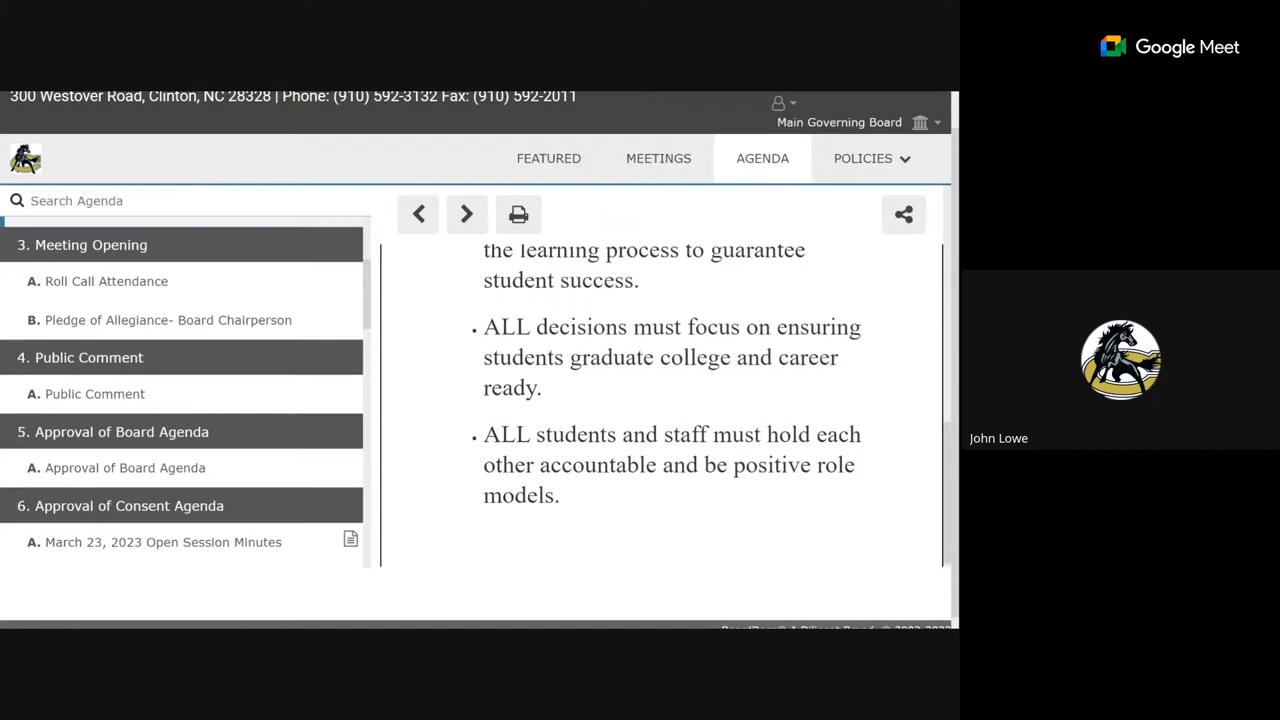 300 Westover Road, Clinton, NC 28328 | Phone: (910) 592-3132 Fax: (910) 592-2011
Google Meet
Main Governing Board
FEATURED
MEETINGS
AGENDA
POLICIES
Search Agenda
3. Meeting Opening
A. Roll Call Attendance
B. Pledge of Allegiance- Board Chairperson
4. Public Comment
A. Public Comment
5. Approval of Board Agenda
A. Approval of Board Agenda
6. Approval of Consent Agenda
A. March 23, 2023 Open Session Minutes
the learning process to guarantee
student success.
• ALL decisions must focus on ensuring
students graduate college and career
ready.
• ALL students and staff must hold each
other accountable and be positive role
models.
John Lowe